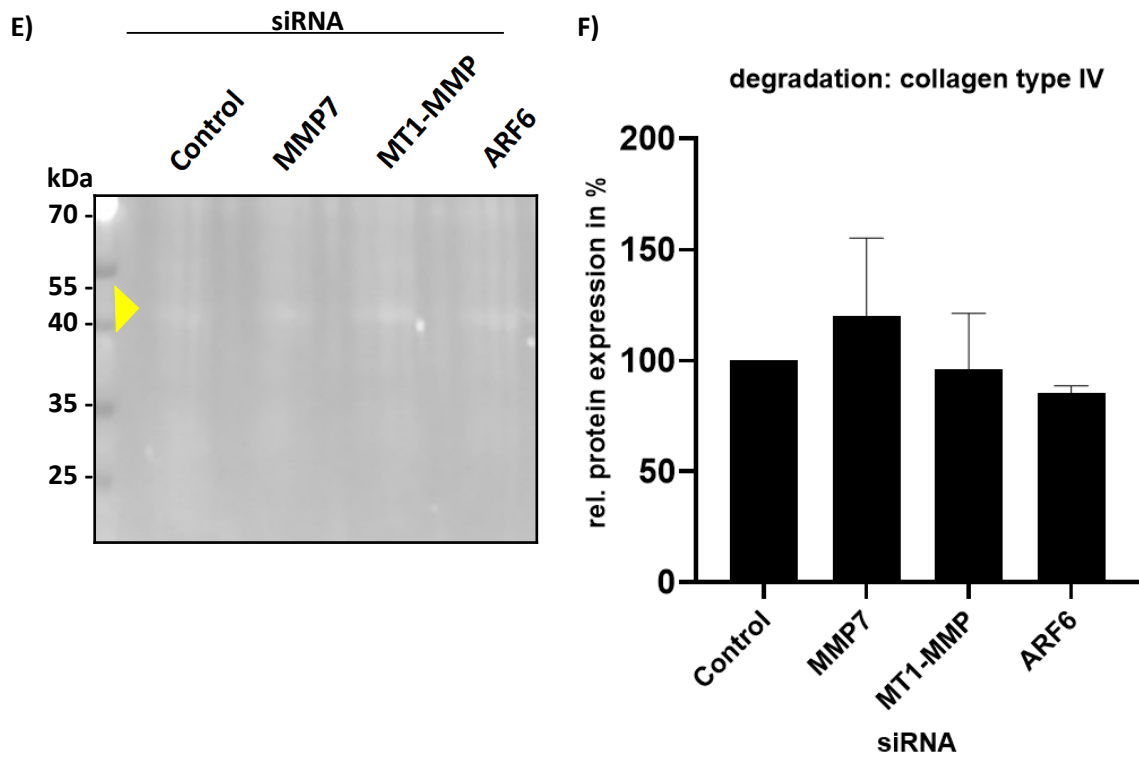 E)
siRNA
Control
MMP7
MT1-MMP
ARF6
kDa
70 -
55 -
40 -
35 -
25 -
F)
degradation: collagen type IV
rel. protein expression in %
200
150
100
50
0
Control
MMP7
MT1-MMP
ARF6
siRNA